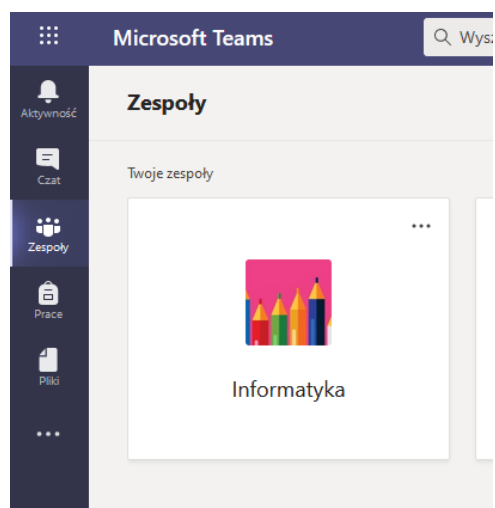 Microsoft Teams
Aktywność
Czat
Zespoły
Prace
Pliki
Zespoły
Twoje zespoły
Informatyka